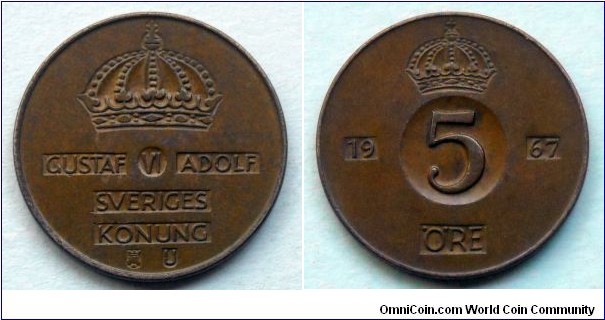 GUSTAF VI ADOLF
SVERIGES
KONUNG
U
19 5 67
ÖRE
OmniCoin.com World Coin Community